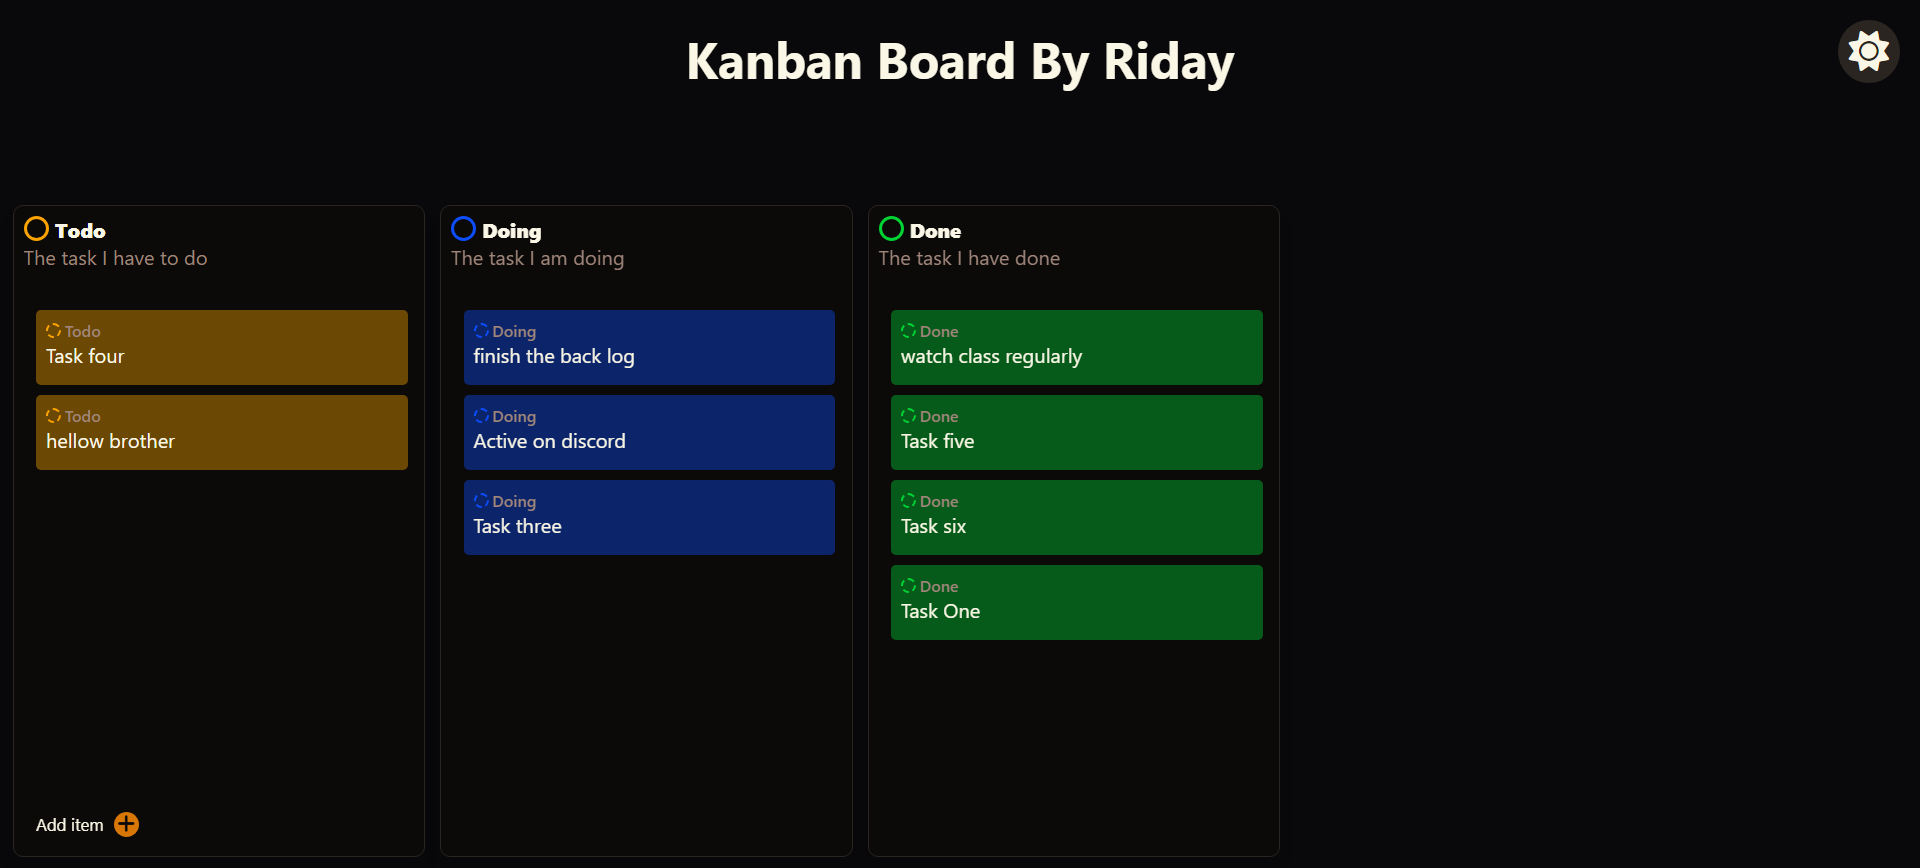 Kanban Board By Riday
Todo
The task I have to do
Todo
Task four
Todo
hellow brother
Add item
Doing
The task I am doing
Doing
finish the back log
Doing
Active on discord
Doing
Task three
Done
The task I have done
Done
watch class regularly
Done
Task five
Done
Task six
Done
Task One